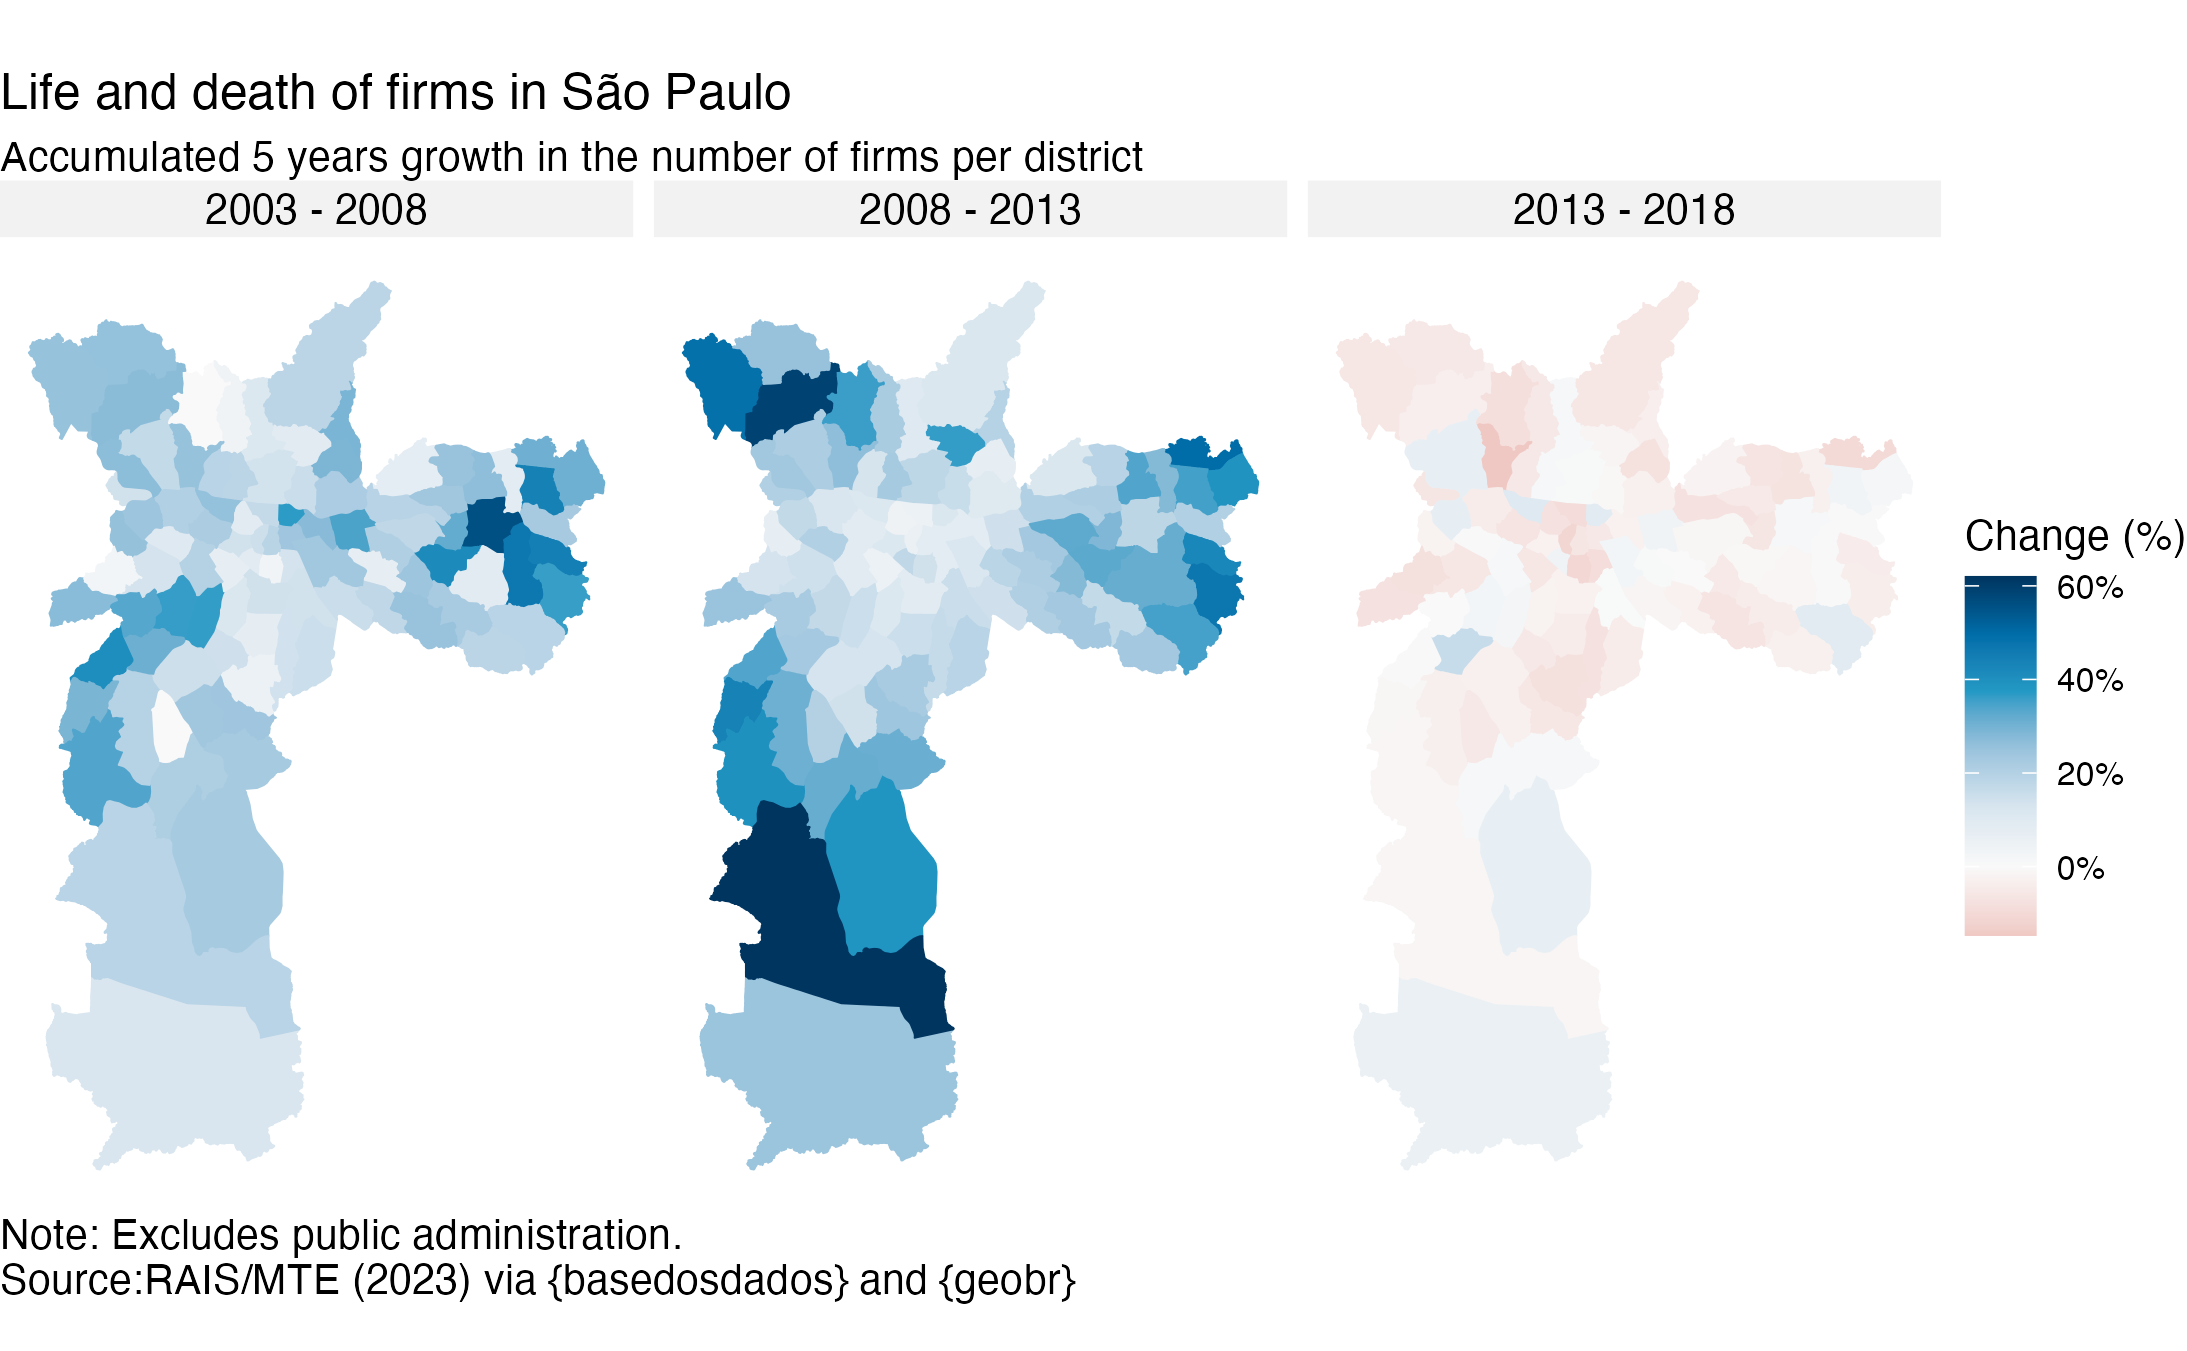 Life and death of firms in São Paulo
Accumulated 5 years growth in the number of firms per district
2003 - 2008
2008 - 2013
2013 - 2018
Change (%)
60%
40%
20%
0%
Note: Excludes public administration.
Source:RAIS/MTE (2023) via {basedosdados} and {geobr}